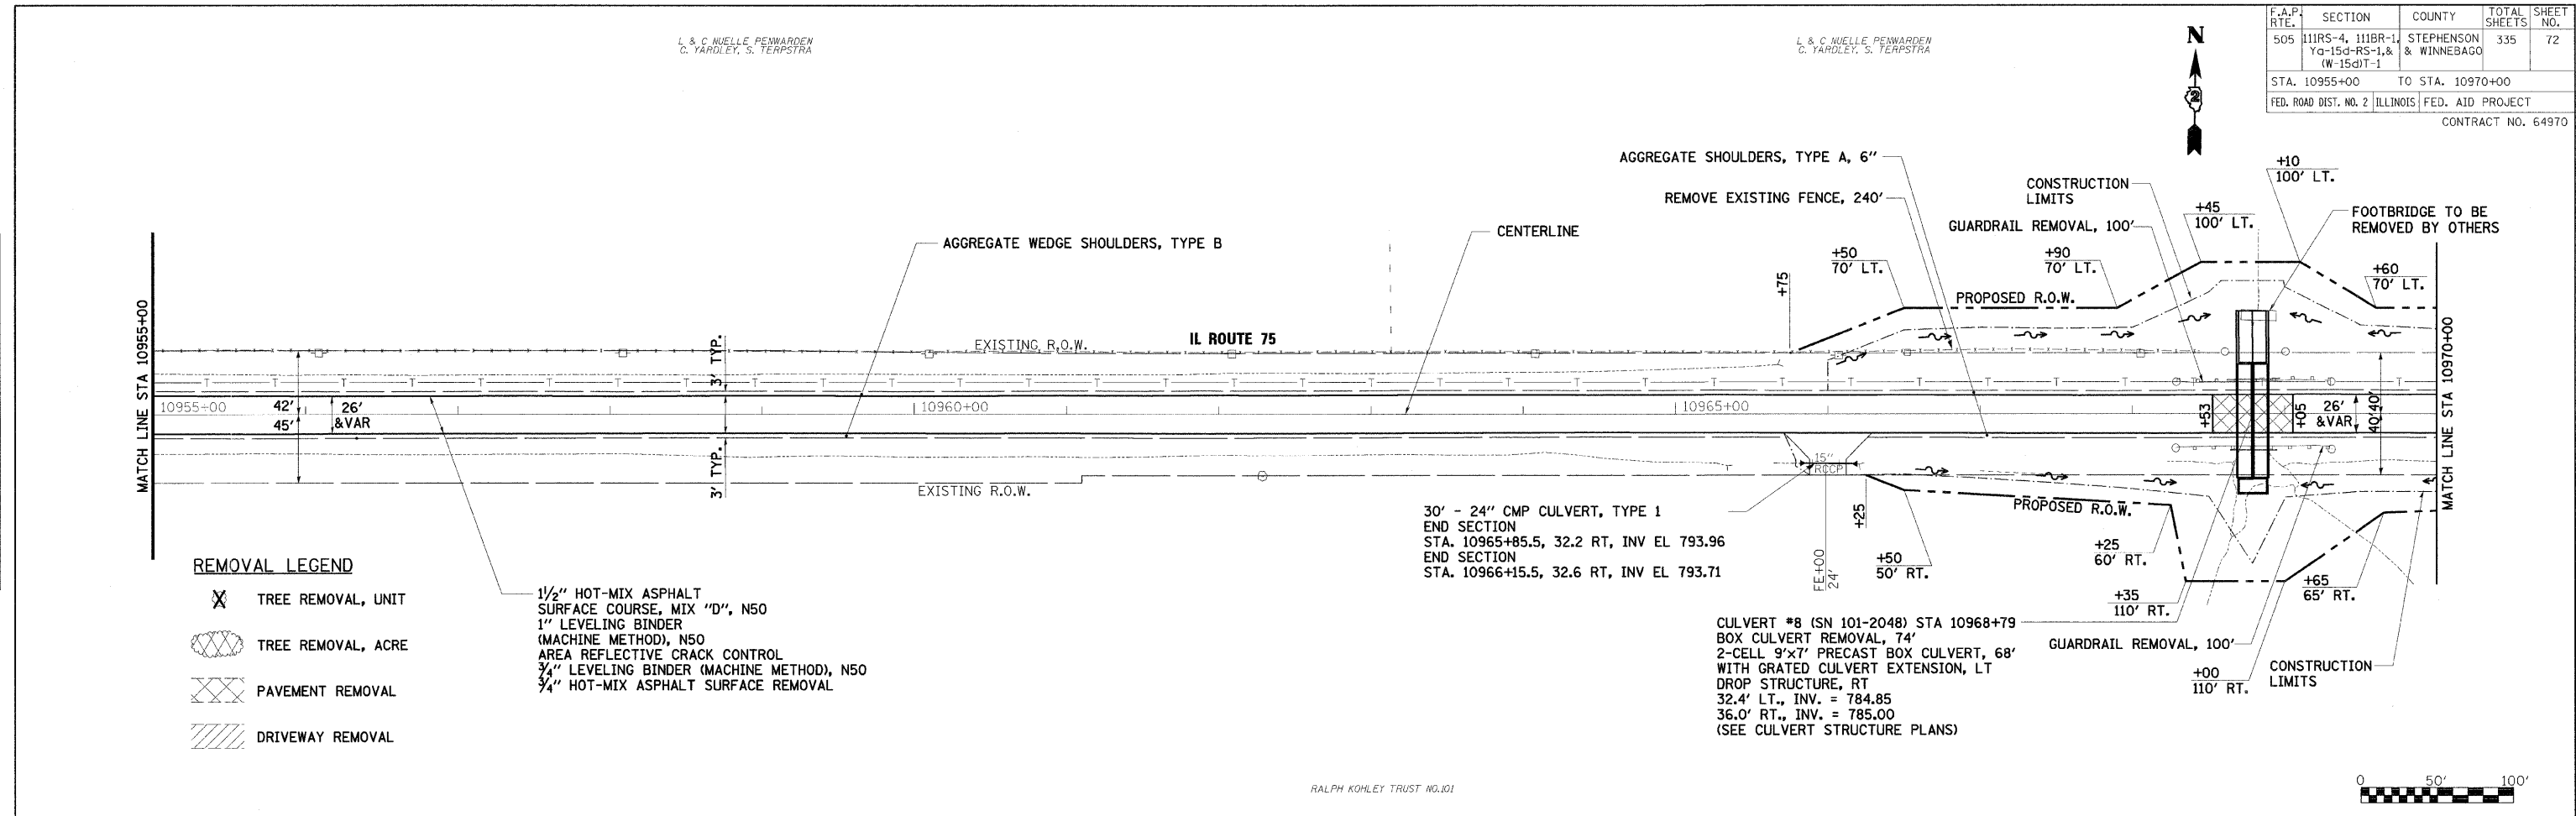 F.A.P. RTE. SECTION COUNTY TOTAL SHEETS SHEET NO.
505 111RS-4, 111BR-1, Ya-15d-RS-1,& (W-15d)T-1 STEPHENSON & WINNEBAGO 335 72
STA. 10955+00 TO STA. 10970+00
FED. ROAD DIST. NO. 2 ILLINOIS FED. AID PROJECT
CONTRACT NO. 64970
L & C NUELLE PENWARDEN
C. YARDLEY, S. TERPSTRA
L & C NUELLE PENWARDEN
C. YARDLEY, S. TERPSTRA
N
2
AGGREGATE SHOULDERS, TYPE A, 6"
REMOVE EXISTING FENCE, 240'
CONSTRUCTION
LIMITS
GUARDRAIL REMOVAL, 100'
+10
100' LT.
+45
100' LT.
FOOTBRIDGE TO BE
REMOVED BY OTHERS
AGGREGATE WEDGE SHOULDERS, TYPE B
CENTERLINE
+75
+50
70' LT.
+90
70' LT.
+60
70' LT.
PROPOSED R.O.W.
MATCH LINE STA 10955+00
EXISTING R.O.W.
IL ROUTE 75
3' TYP.
T T T T T T T T T T T T T T T T T T T T T T T T T T T T T T T T T
10955+00
42'
45'
26'
&VAR
10960+00
10965+00
+53
+05
26'
&VAR
40'
40'
MATCH LINE STA 10970+00
3' TYP.
EXISTING R.O.W.
T
15"
RCCP
30' - 24" CMP CULVERT, TYPE 1
END SECTION
STA. 10965+85.5, 32.2 RT, INV EL 793.96
END SECTION
STA. 10966+15.5, 32.6 RT, INV EL 793.71
+25
FE+00
24'
+50
50' RT.
PROPOSED R.O.W.
+25
60' RT.
+35
110' RT.
+65
65' RT.
GUARDRAIL REMOVAL, 100'
+00
110' RT.
CONSTRUCTION
LIMITS
REMOVAL LEGEND
TREE REMOVAL, UNIT
TREE REMOVAL, ACRE
PAVEMENT REMOVAL
DRIVEWAY REMOVAL
1½" HOT-MIX ASPHALT
SURFACE COURSE, MIX "D", N50
1" LEVELING BINDER
(MACHINE METHOD), N50
AREA REFLECTIVE CRACK CONTROL
¾" LEVELING BINDER (MACHINE METHOD), N50
¾" HOT-MIX ASPHALT SURFACE REMOVAL
CULVERT #8 (SN 101-2048) STA 10968+79
BOX CULVERT REMOVAL, 74'
2-CELL 9'x7' PRECAST BOX CULVERT, 68'
WITH GRATED CULVERT EXTENSION, LT
DROP STRUCTURE, RT
32.4' LT., INV. = 784.85
36.0' RT., INV. = 785.00
(SEE CULVERT STRUCTURE PLANS)
RALPH KOHLEY TRUST NO.101
0 50' 100'